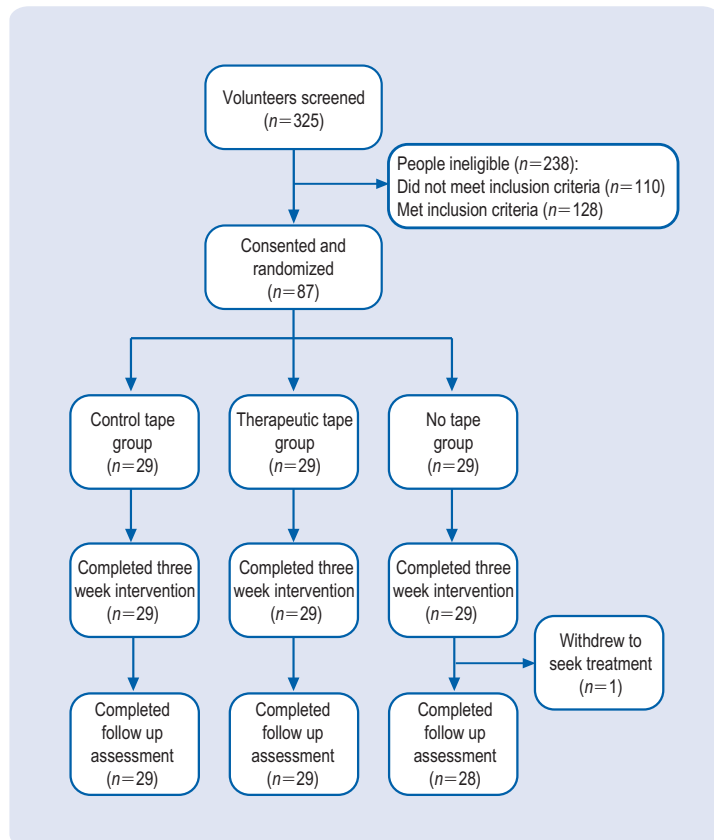 Volunteers screened
(n=325)
People ineligible (n=238):
Did not meet inclusion criteria (n=110)
Met inclusion criteria (n=128)
Consented and
randomized
(n=87)
Control tape
group
(n=29)
Therapeutic tape
group
(n=29)
No tape
group
(n=29)
Completed three
week intervention
(n=29)
Completed three
week intervention
(n=29)
Completed three
week intervention
(n=29)
Withdrew to
seek treatment
(n=1)
Completed
follow up
assessment
(n=29)
Completed
follow up
assessment
(n=29)
Completed
follow up
assessment
(n=28)